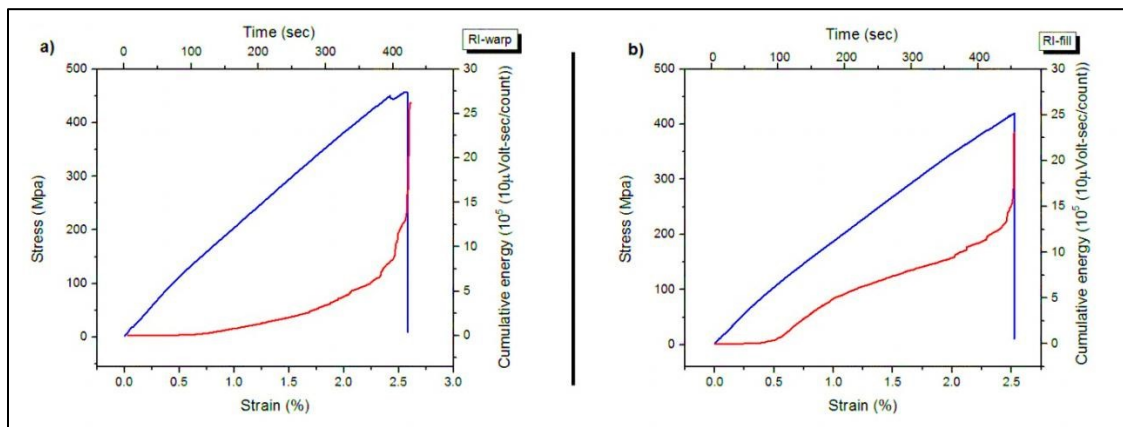 a)
Time (sec)
0 100 200 300 400
RI-warp
500
400
300
200
100
0
Stress (Mpa)
30
25
20
15
10
5
0
Cumulative energy (10⁵ (10µVolt-sec/count))
0.0 0.5 1.0 1.5 2.0 2.5 3.0
Strain (%)
b)
Time (sec)
0 100 200 300 400
RI-fill
500
400
300
200
100
0
Stress (Mpa)
30
25
20
15
10
5
0
Cumulative energy (10⁵ (10µVolt-sec/count))
0.0 0.5 1.0 1.5 2.0 2.5
Strain (%)